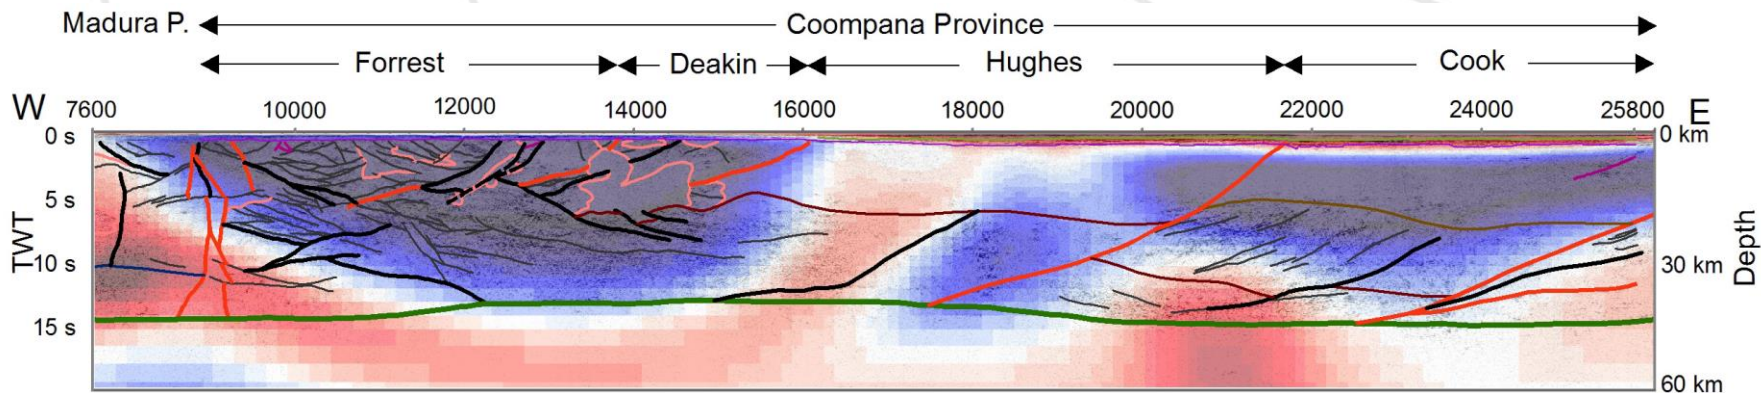 Madura P. Coompana Province
Forrest Deakin Hughes Cook
W 7600 10000 12000 14000 16000 18000 20000 22000 24000 25800 E
0 s 0 km
5 s
10 s 30 km
15 s
60 km
TWT
Depth